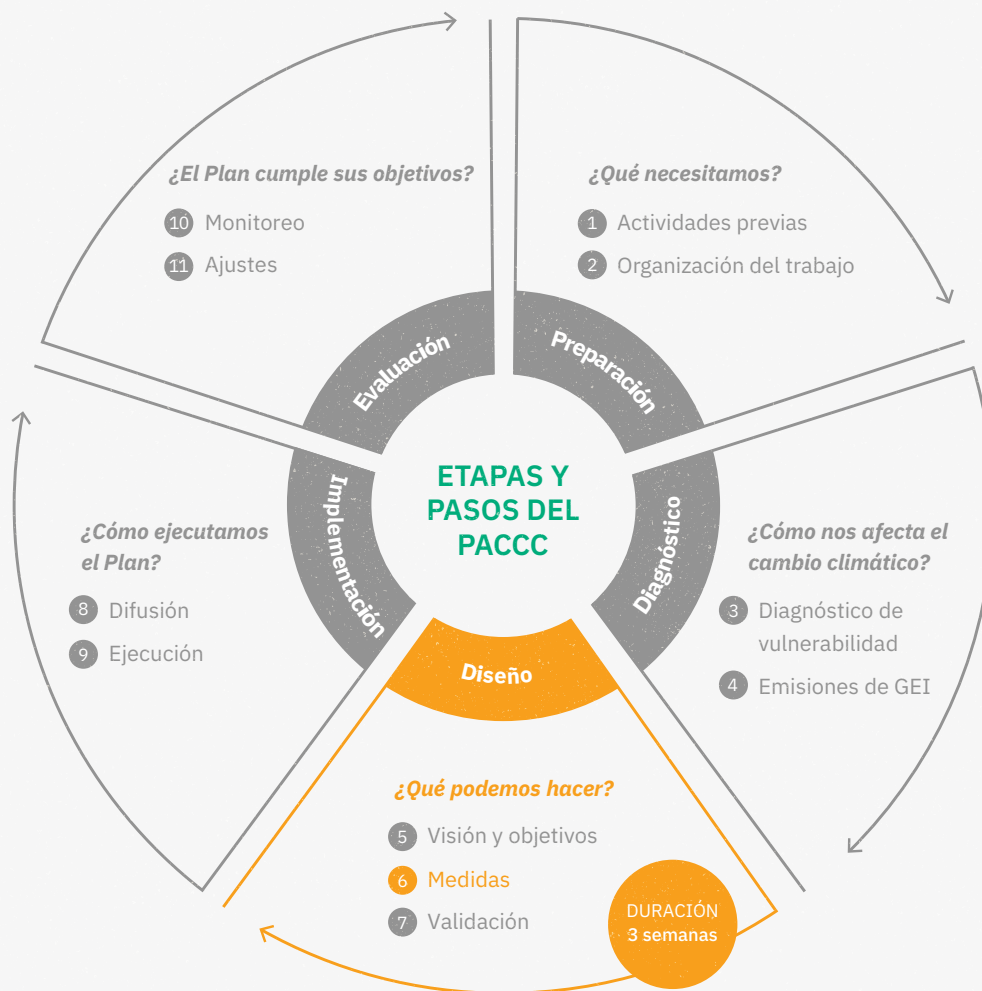 ETAPAS Y
PASOS DEL
PACCC
Preparación
¿Qué necesitamos?
1 Actividades previas
2 Organización del trabajo
Diagnóstico
¿Cómo nos afecta el
cambio climático?
3 Diagnóstico de
vulnerabilidad
4 Emisiones de GEI
Diseño
¿Qué podemos hacer?
5 Visión y objetivos
6 Medidas
7 Validación
DURACIÓN
3 semanas
Implementación
¿Cómo ejecutamos
el Plan?
8 Difusión
9 Ejecución
Evaluación
¿El Plan cumple sus objetivos?
10 Monitoreo
11 Ajustes